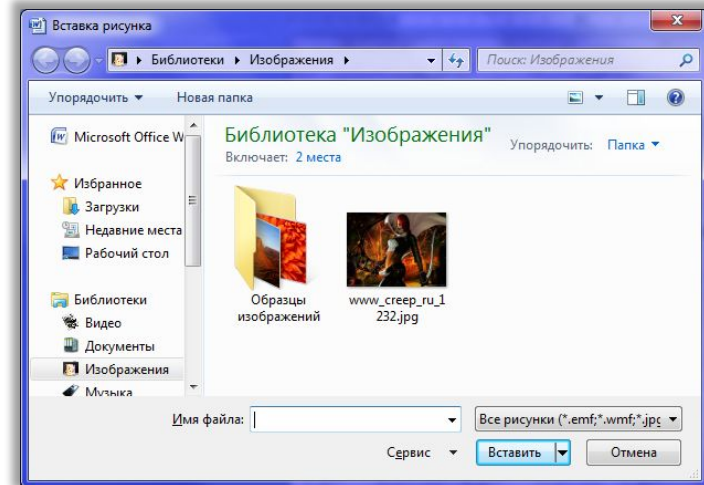 Вставка рисунка
Библиотеки Изображения
Поиск: Изображения
Упорядочить Новая папка
Microsoft Office W
Избранное
Загрузки
Недавние места
Рабочий стол
Библиотеки
Видео
Документы
Изображения
Музыка
Библиотека "Изображения"
Включает: 2 места
Упорядочить: Папка
Образцы
изображений
www_creep_ru_1
232.jpg
Имя файла:
Все рисунки (*.emf;*.wmf;*.jpg
Сервис Вставить Отмена